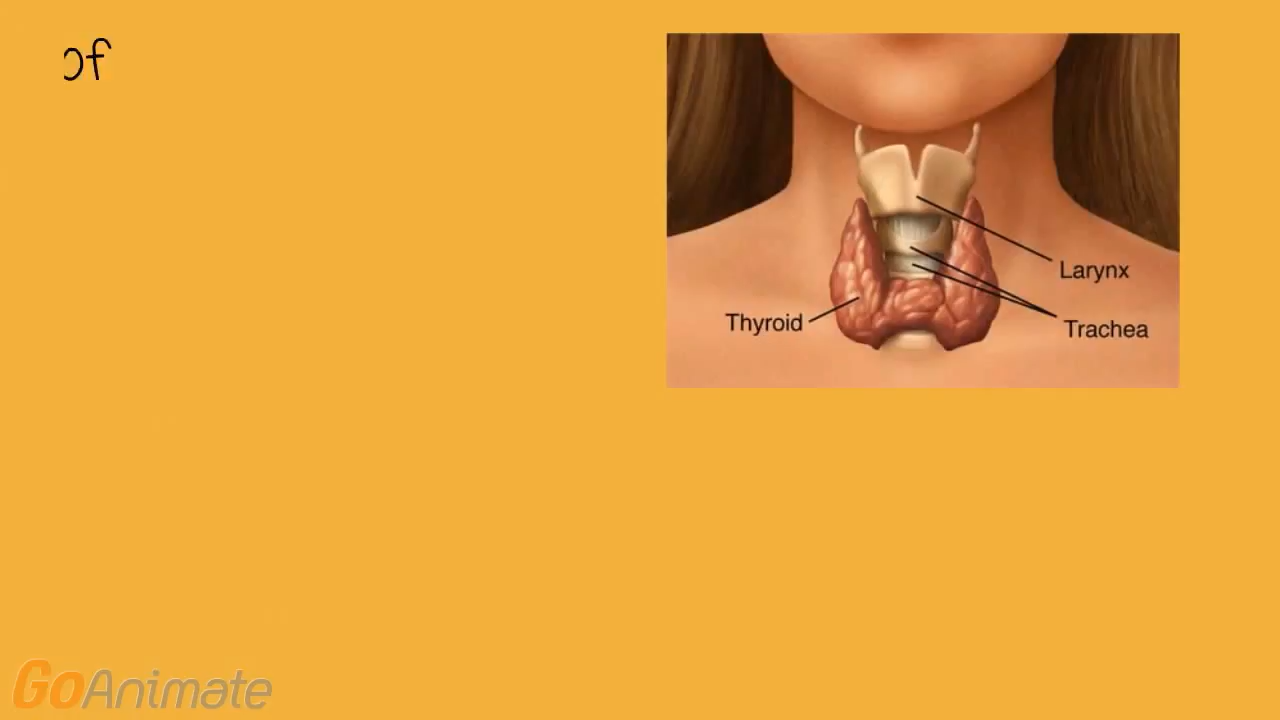 of
Larynx
Thyroid
Trachea
GoAnimate